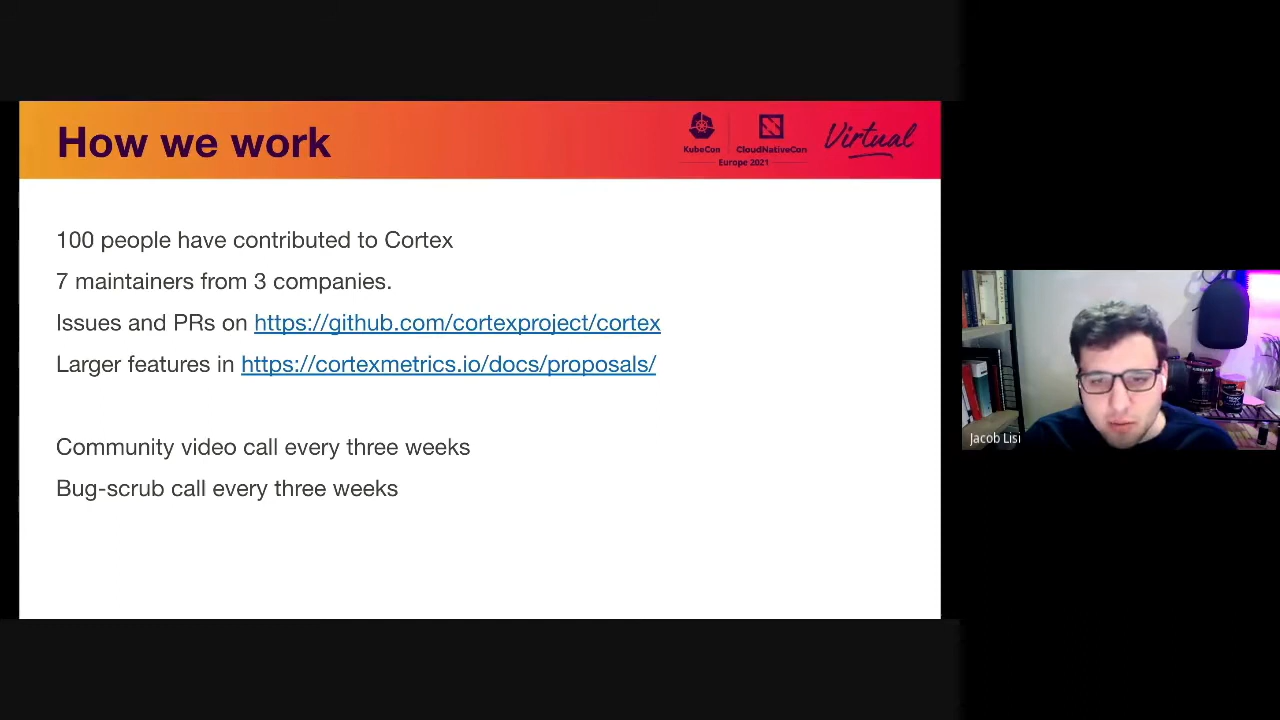 How we work
KubeCon
CloudNativeCon
Europe 2021
Virtual
100 people have contributed to Cortex
7 maintainers from 3 companies.
Issues and PRs on https://github.com/cortexproject/cortex
Larger features in https://cortexmetrics.io/docs/proposals/
Community video call every three weeks
Bug-scrub call every three weeks
Jacob Lisi